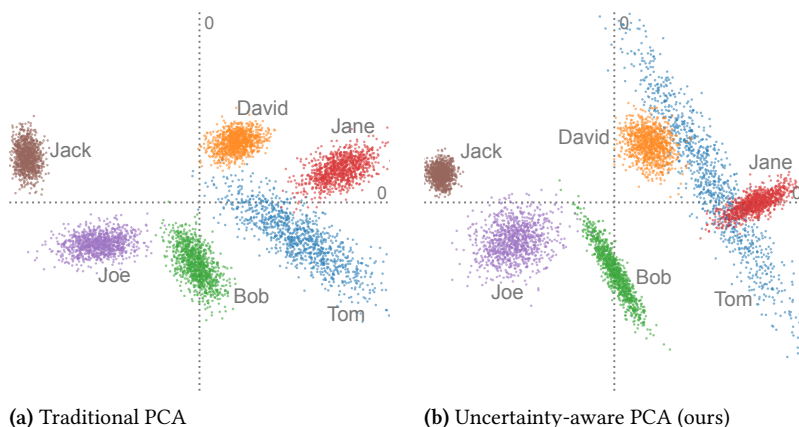 0
David
Jane
Jack
0
Joe
Bob
Tom
(a) Traditional PCA
0
David
Jack
Jane
0
Joe
Bob
Tom
(b) Uncertainty-aware PCA (ours)